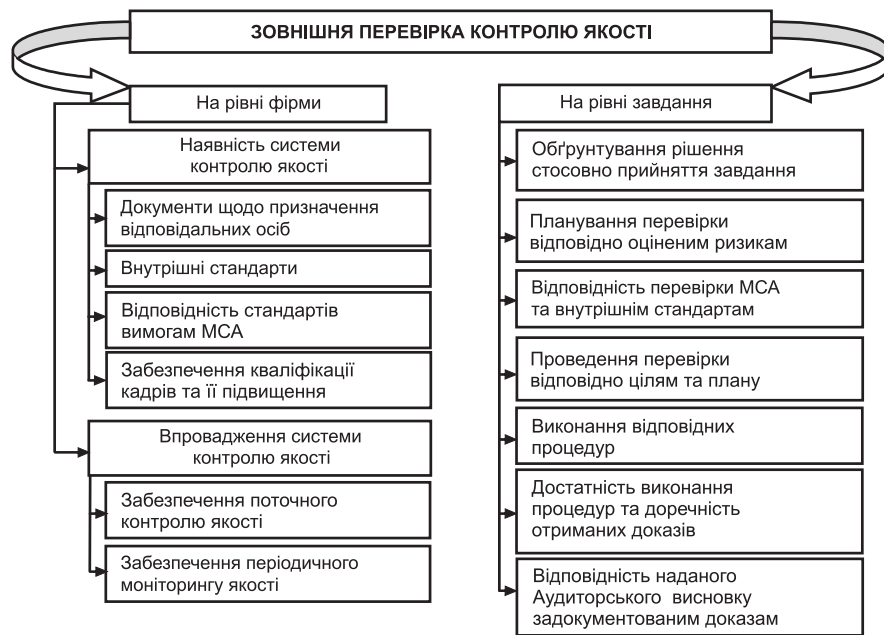 ЗОВНІШНЯ ПЕРЕВІРКА КОНТРОЛЮ ЯКОСТІ
На рівні фірми
Наявність системи
контролю якості
Документи щодо призначення
відповідальних осіб
Внутрішні стандарти
Відповідність стандартів
вимогам МСА
Забезпечення кваліфікації
кадрів та її підвищення
Впровадження системи
контролю якості
Забезпечення поточного
контролю якості
Забезпечення періодичного
моніторингу якості
На рівні завдання
Обґрунтування рішення
стосовно прийняття завдання
Планування перевірки
відповідно оціненим ризикам
Відповідність перевірки МСА
та внутрішнім стандартам
Проведення перевірки
відповідно цілям та плану
Виконання відповідних
процедур
Достатність виконання
процедур та доречність
отриманих доказів
Відповідність наданого
Аудиторського висновку
задокументованим доказам